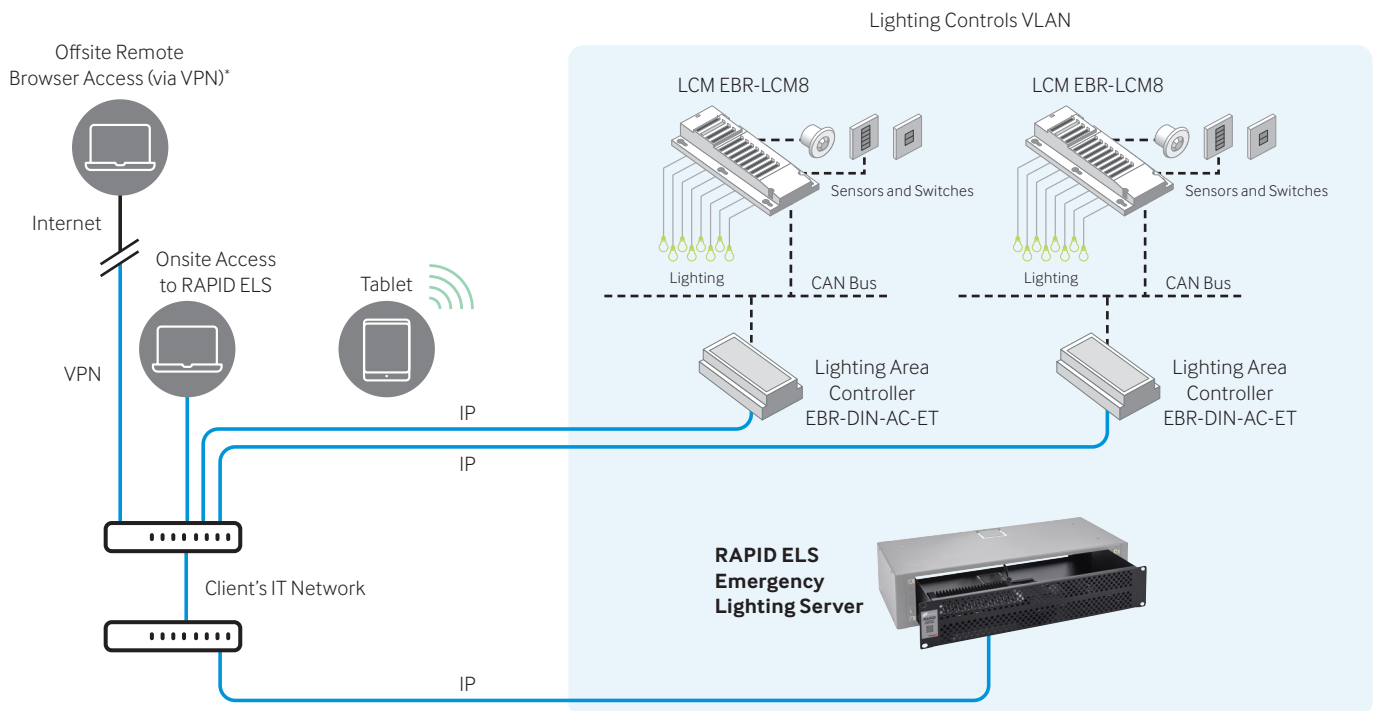 Lighting Controls VLAN
Offsite Remote
Browser Access (via VPN)*
Internet
VPN
Onsite Access
to RAPID ELS
Tablet
LCM EBR-LCM8
Sensors and Switches
Lighting
CAN Bus
Lighting Area
Controller
EBR-DIN-AC-ET
LCM EBR-LCM8
Sensors and Switches
Lighting
CAN Bus
Lighting Area
Controller
EBR-DIN-AC-ET
IP
IP
Client's IT Network
RAPID ELS
Emergency
Lighting Server
IP